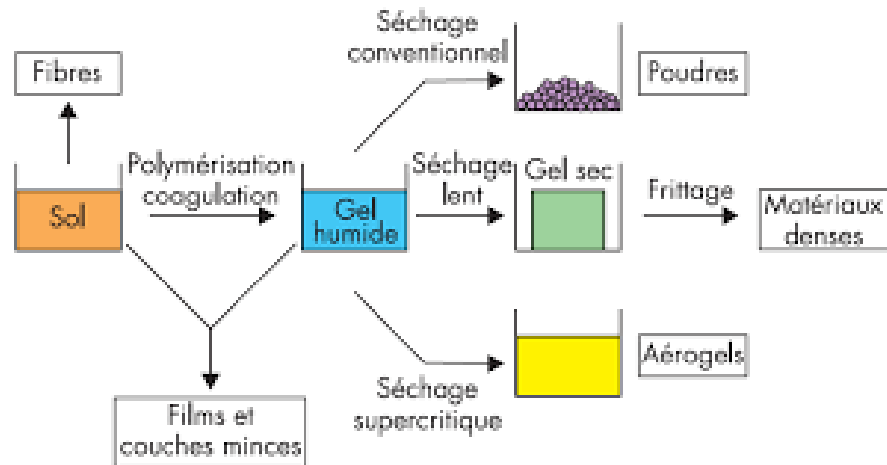 Séchage
conventionnel
Fibres
Poudres
Polymérisation
coagulation
Séchage
lent
Gel sec
Frittage
Sol
Gel
humide
Matériaux
denses
Aérogels
Séchage
supercritique
Films et
couches minces